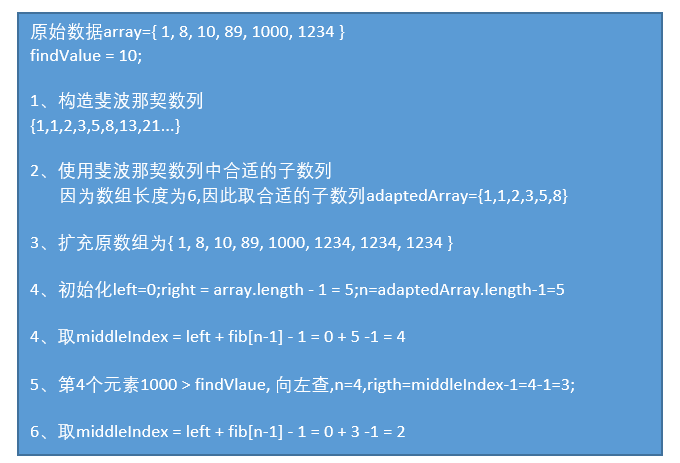 原始数据array={ 1, 8, 10, 89, 1000, 1234 }
findValue = 10;
1、构造斐波那契数列
{1,1,2,3,5,8,13,21...}
2、使用斐波那契数列中合适的子数列
因为数组长度为6,因此取合适的子数列adaptedArray={1,1,2,3,5,8}
3、扩充原数组为{ 1, 8, 10, 89, 1000, 1234, 1234, 1234 }
4、初始化left=0;right = array.length - 1 = 5;n=adaptedArray.length-1=5
4、取middleIndex = left + fib[n-1] - 1 = 0 + 5 -1 = 4
5、第4个元素1000 > findVlaue, 向左查,n=4,rigth=middleIndex-1=4-1=3;
6、取middleIndex = left + fib[n-1] - 1 = 0 + 3 -1 = 2